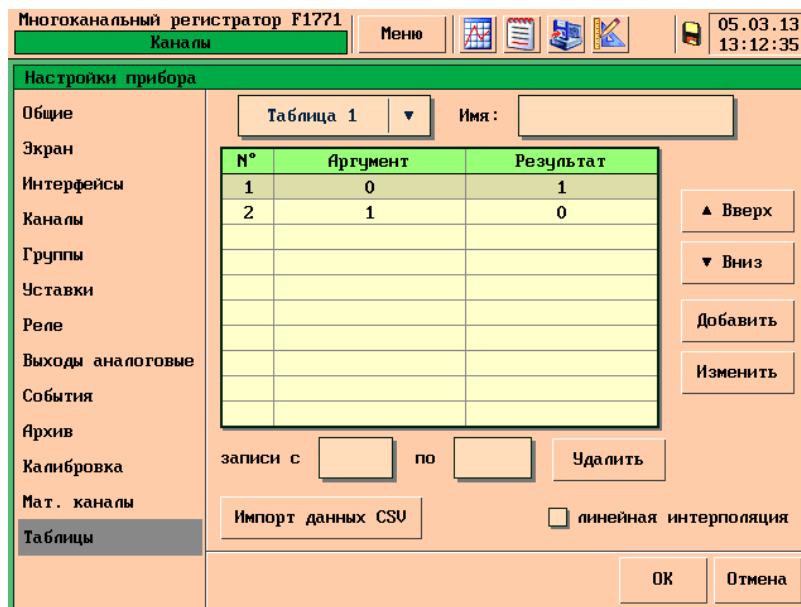 Многоканальный регистратор F1771
Каналы
Меню
05.03.13
13:12:35
Настройки прибора
Общие
Экран
Интерфейсы
Каналы
Группы
Уставки
Реле
Выходы аналоговые
События
Архив
Калибровка
Мат. каналы
Таблицы
Таблица 1 ▼
Имя:
N° Аргумент Результат
1 0 1
2 1 0
▲ Вверх
▼ Вниз
Добавить
Изменить
записи с по Удалить
Импорт данных CSV линейная интерполяция
ОК Отмена